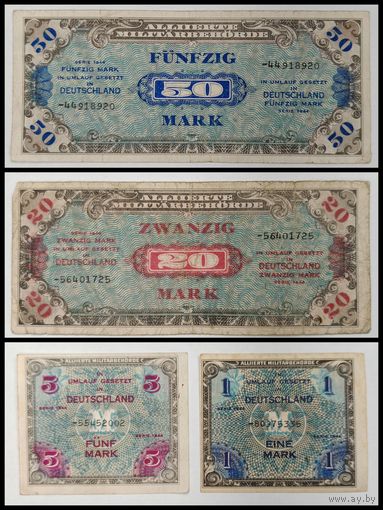 ALLIIERTE
MILITÄRBEHÖRDE
50 50
FÜNFZIG
SERIE 1944
FÜNFZIG MARK
IN UMLAUF GESETZT
IN
DEUTSCHLAND
-44918920
50
MARK
-44918920
IN UMLAUF GESETZT
IN
DEUTSCHLAND
FÜNFZIG MARK
SERIE 1944
50 50
ALLIIERTE
MILITÄRBEHÖRDE
20 20
ZWANZIG
SERIE 1944
ZWANZIG MARK
IN UMLAUF GESETZT
IN
DEUTSCHLAND
-56401725
20
MARK
-56401725
IN UMLAUF GESETZT
IN
DEUTSCHLAND
ZWANZIG MARK
SERIE 1944
20 20
ALLIIERTE MILITÄRBEHÖRDE
5 5
IN
UMLAUF GESETZT
IN
DEUTSCHLAND
SERIE 1944
SERIE 1944
M
-55452002
FÜNF
MARK
5 5
ALLIIERTE MILITÄRBEHÖRDE
1 1
IN
UMLAUF GESETZT
IN
DEUTSCHLAND
SERIE 1944
SERIE 1944
M
EINE
MARK
1 1
ay.by